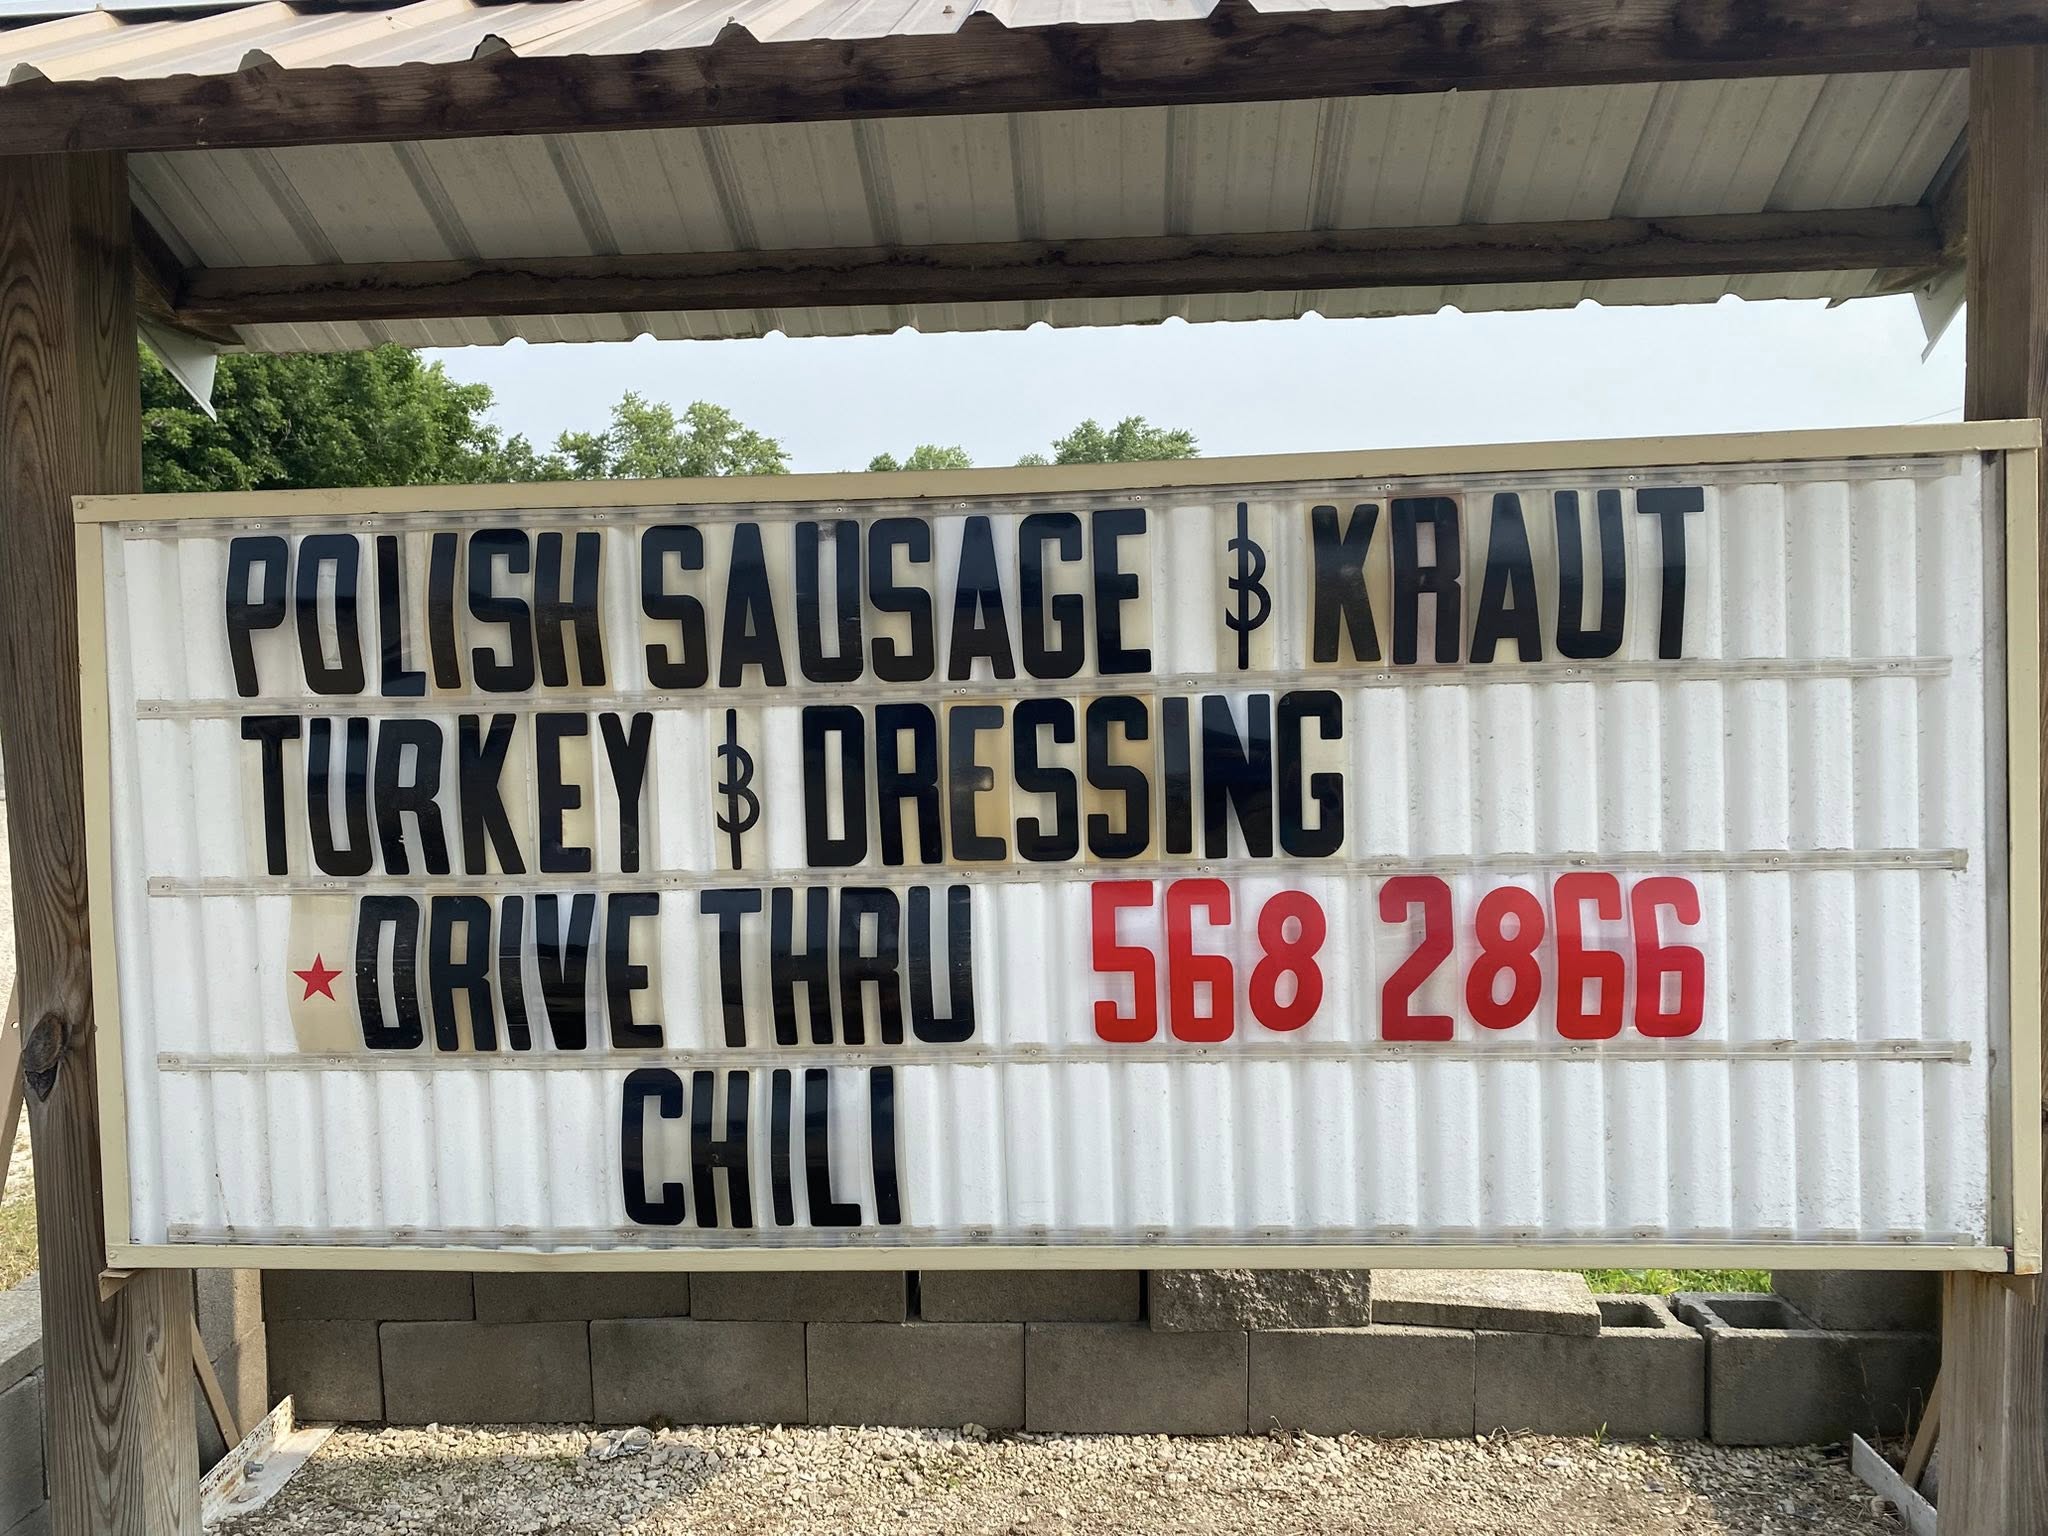 POLISH SAUSAGE & KRAUT
TURKEY & DRESSING
★DRIVE THRU 568 2866
CHILI